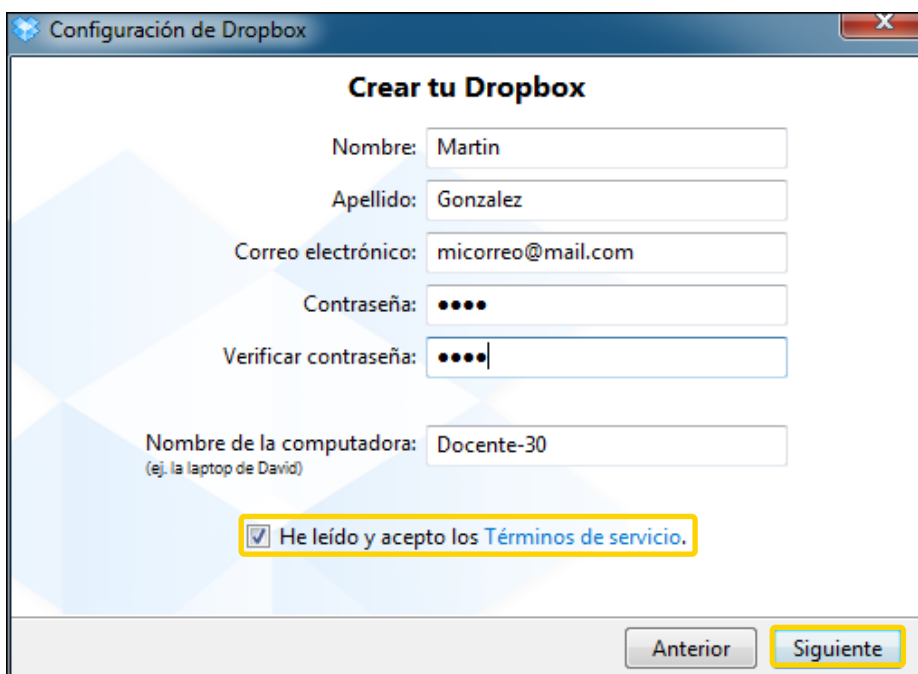 Configuración de Dropbox
Crear tu Dropbox
Nombre: Martin
Apellido: Gonzalez
Correo electrónico: micorreo@mail.com
Contraseña: ●●●●
Verificar contraseña: ●●●●
Nombre de la computadora: Docente-30
(ej. la laptop de David)
He leído y acepto los Términos de servicio.
Anterior Siguiente